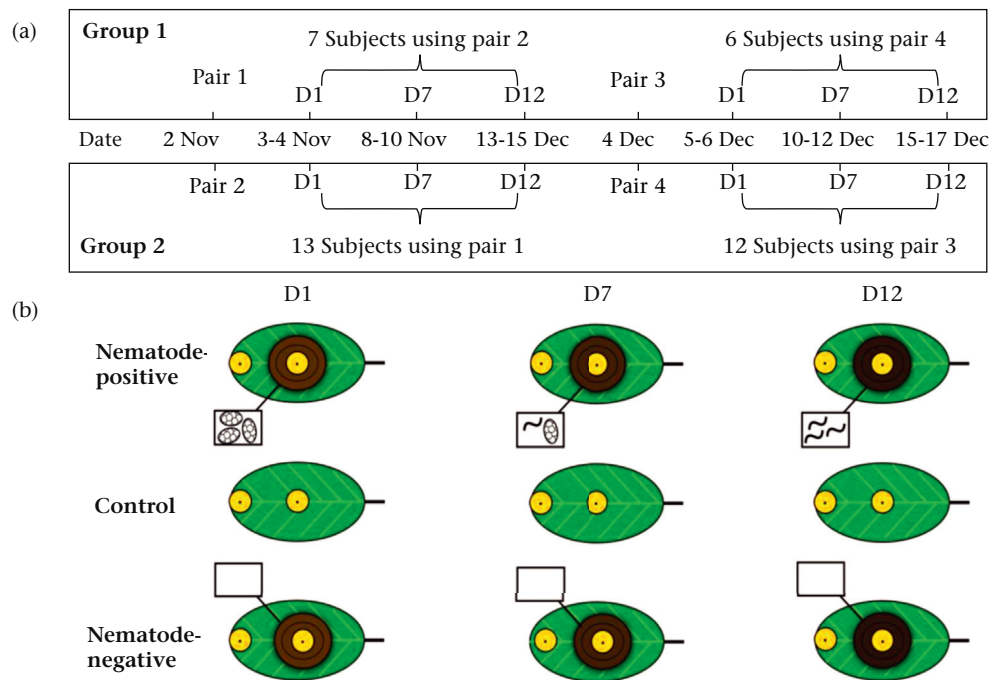 (a)
Group 1
7 Subjects using pair 2
6 Subjects using pair 4
Pair 1
Pair 3
D1 D7 D12 D1 D7 D12
Date 2 Nov 3-4 Nov 8-10 Nov 13-15 Dec 4 Dec 5-6 Dec 10-12 Dec 15-17 Dec
Pair 2 D1 D7 D12 Pair 4 D1 D7 D12
Group 2
13 Subjects using pair 1
12 Subjects using pair 3
(b)
D1 D7 D12
Nematode-
positive
Control
Nematode-
negative